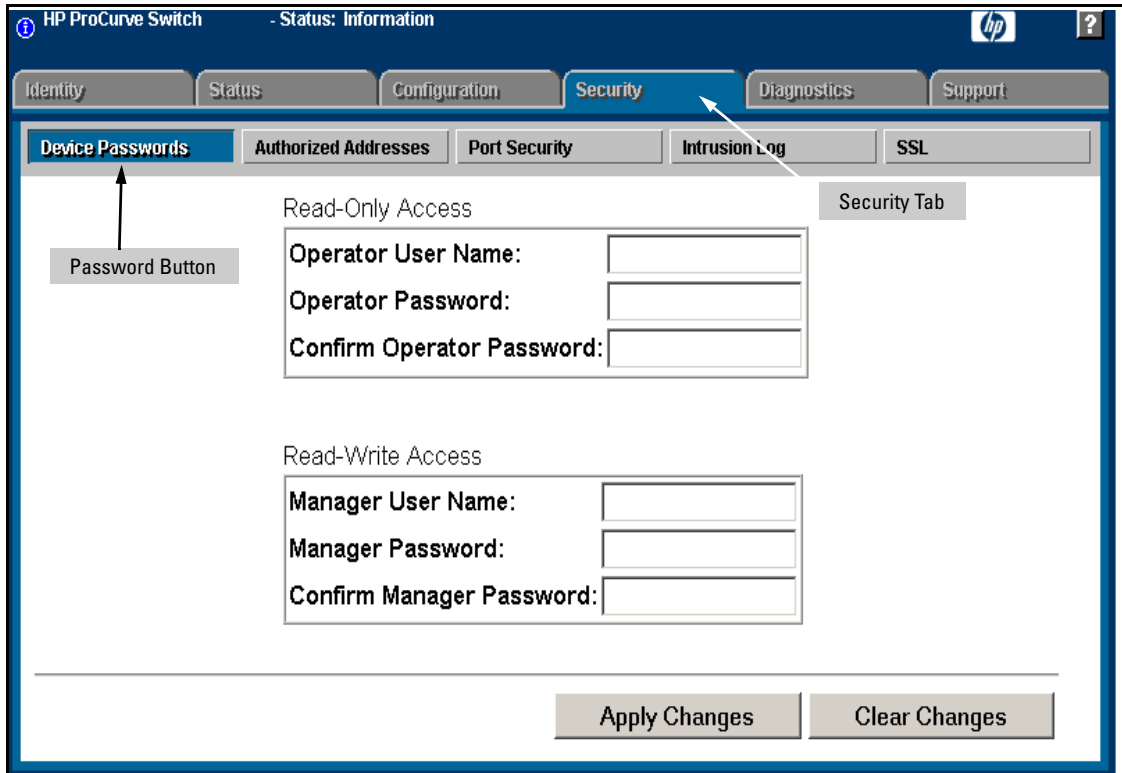 HP ProCurve Switch - Status: Information
hp ?
Identity Status Configuration Security Diagnostics Support
Device Passwords Authorized Addresses Port Security Intrusion Log SSL
Security Tab
Password Button
Read-Only Access
Operator User Name:
Operator Password:
Confirm Operator Password:
Read-Write Access
Manager User Name:
Manager Password:
Confirm Manager Password:
Apply Changes Clear Changes